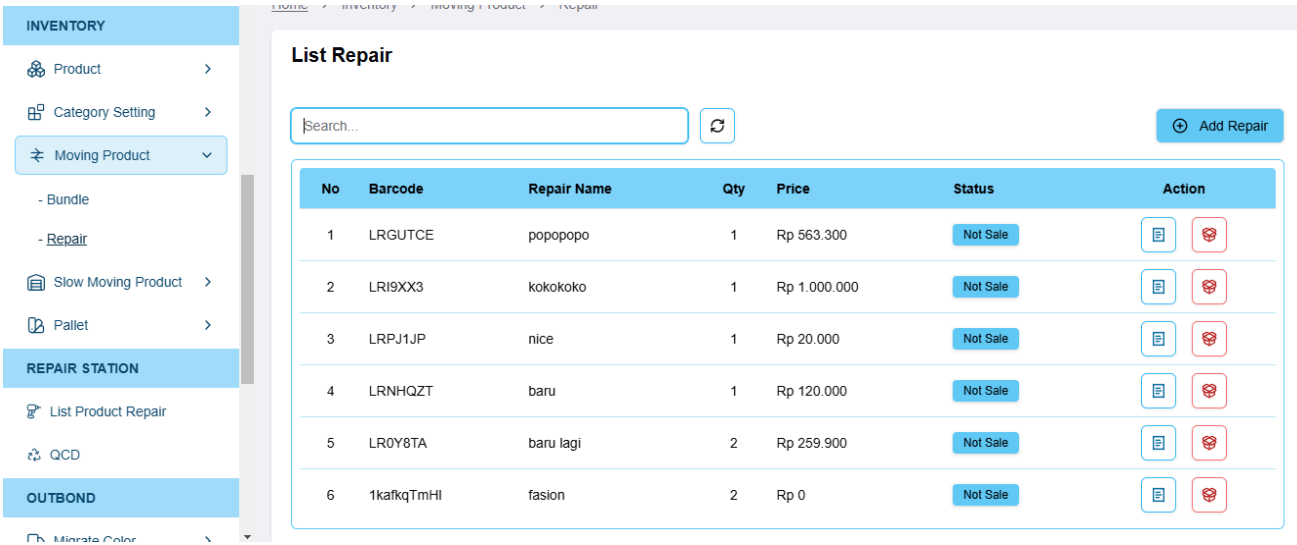 Home > Inventory > Moving Product > Repair
INVENTORY
Product
Category Setting
Moving Product
- Bundle
- Repair
Slow Moving Product
Pallet
REPAIR STATION
List Product Repair
QCD
OUTBOND
Migrate Color
List Repair
Search...
Add Repair
No Barcode Repair Name Qty Price Status Action
1 LRGUTCE popopopo 1 Rp 563.300 Not Sale
2 LRI9XX3 kokokoko 1 Rp 1.000.000 Not Sale
3 LRPJ1JP nice 1 Rp 20.000 Not Sale
4 LRNHQZT baru 1 Rp 120.000 Not Sale
5 LR0Y8TA baru lagi 2 Rp 259.900 Not Sale
6 1kafkqTmHI fasion 2 Rp 0 Not Sale